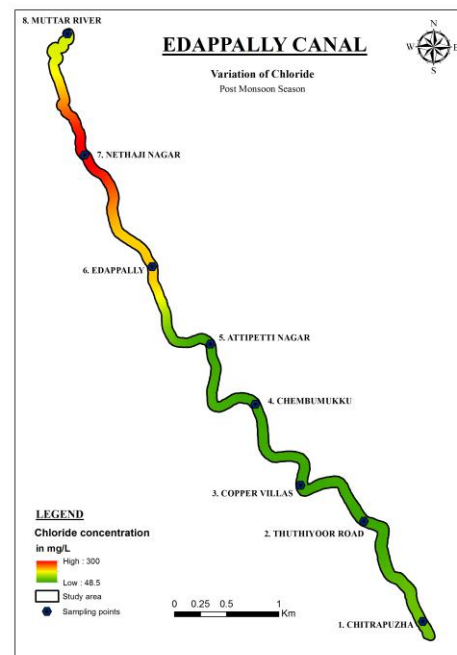 8. MUTTAR RIVER
EDAPPALLY CANAL
Variation of Chloride
Post Monsoon Season
N
W E
S
7. NETHAJI NAGAR
6. EDAPPALLY
5. ATTIPETTI NAGAR
4. CHEMBUMUKKU
3. COPPER VILLAS
2. THUTHIYOOR ROAD
1. CHITRAPUZHA
LEGEND
Chloride concentration
in mg/L
High : 300
Low : 48.5
Study area
Sampling points
0 0.25 0.5 1
Km